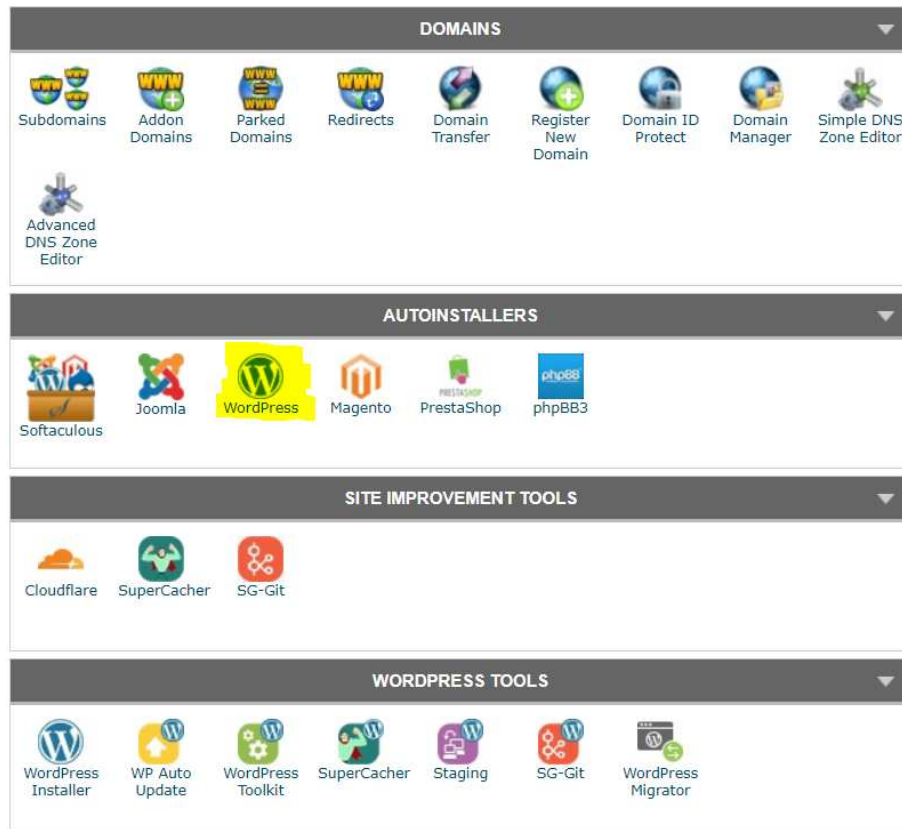 DOMAINS
Subdomains
Addon
Domains
Parked
Domains
Redirects
Domain
Transfer
Register
New
Domain
Domain ID
Protect
Domain
Manager
Simple DNS
Zone Editor
Advanced
DNS Zone
Editor
AUTOINSTALLERS
Softaculous
Joomla
WordPress
Magento
PrestaShop
phpBB3
SITE IMPROVEMENT TOOLS
Cloudflare
SuperCacher
SG-Git
WORDPRESS TOOLS
WordPress
Installer
WP Auto
Update
WordPress
Toolkit
SuperCacher
Staging
SG-Git
WordPress
Migrator